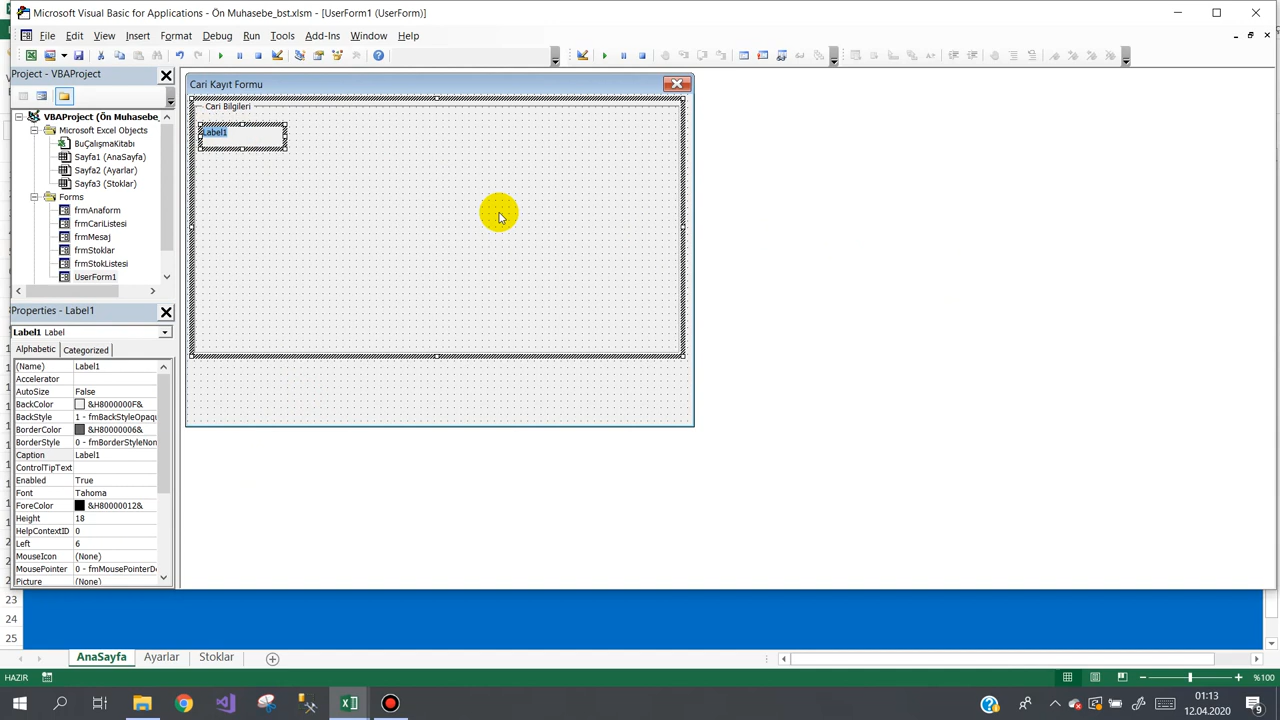 Microsoft Visual Basic for Applications - Ön Muhasebe_bst.xlsm - [UserForm1 (UserForm)]
File Edit View Insert Format Debug Run Tools Add-Ins Window Help
Project - VBAProject
VBAProject (Ön Muhasebe_
Microsoft Excel Objects
BuÇalışmaKitabı
Sayfa1 (AnaSayfa)
Sayfa2 (Ayarlar)
Sayfa3 (Stoklar)
Forms
frmAnaform
frmCariListesi
frmMesaj
frmStoklar
frmStokListesi
UserForm1
Cari Kayıt Formu
Cari Bilgileri
Label1
Properties - Label1
Label1 Label
Alphabetic Categorized
(Name) Label1
Accelerator
AutoSize False
BackColor &H8000000F&
BackStyle 1 - fmBackStyleOpaqu
BorderColor &H80000006&
BorderStyle 0 - fmBorderStyleNon
Caption Label1
ControlTipText
Enabled True
Font Tahoma
ForeColor &H80000012&
Height 18
HelpContextID 0
Left 6
MouseIcon (None)
MousePointer 0 - fmMousePointerDe
Picture (None)
23
24
25
AnaSayfa Ayarlar Stoklar
HAZIR
%100
01:13
12.04.2020
9